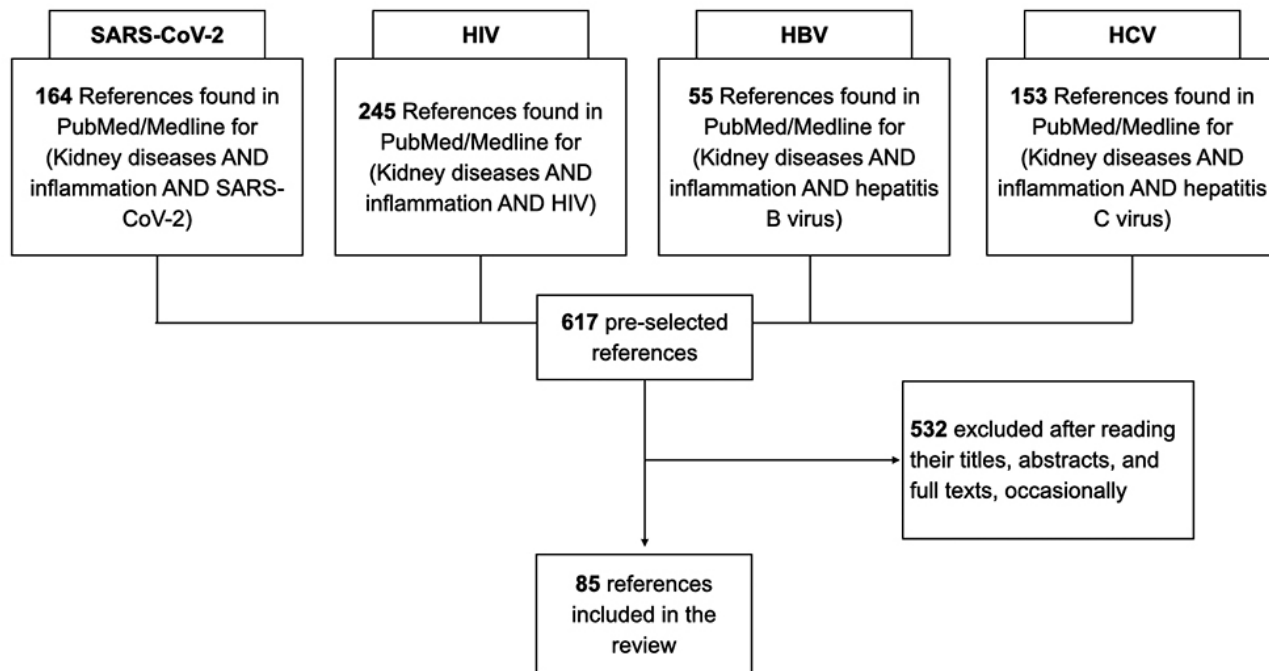 SARS-CoV-2
164 References found in
PubMed/Medline for
(Kidney diseases AND
inflammation AND SARS-
CoV-2)
HIV
245 References found in
PubMed/Medline for
(Kidney diseases AND
inflammation AND HIV)
HBV
55 References found in
PubMed/Medline for
(Kidney diseases AND
inflammation AND hepatitis
B virus)
HCV
153 References found in
PubMed/Medline for
(Kidney diseases AND
inflammation AND hepatitis
C virus)
617 pre-selected
references
532 excluded after reading
their titles, abstracts, and
full texts, occasionally
85 references
included in the
review